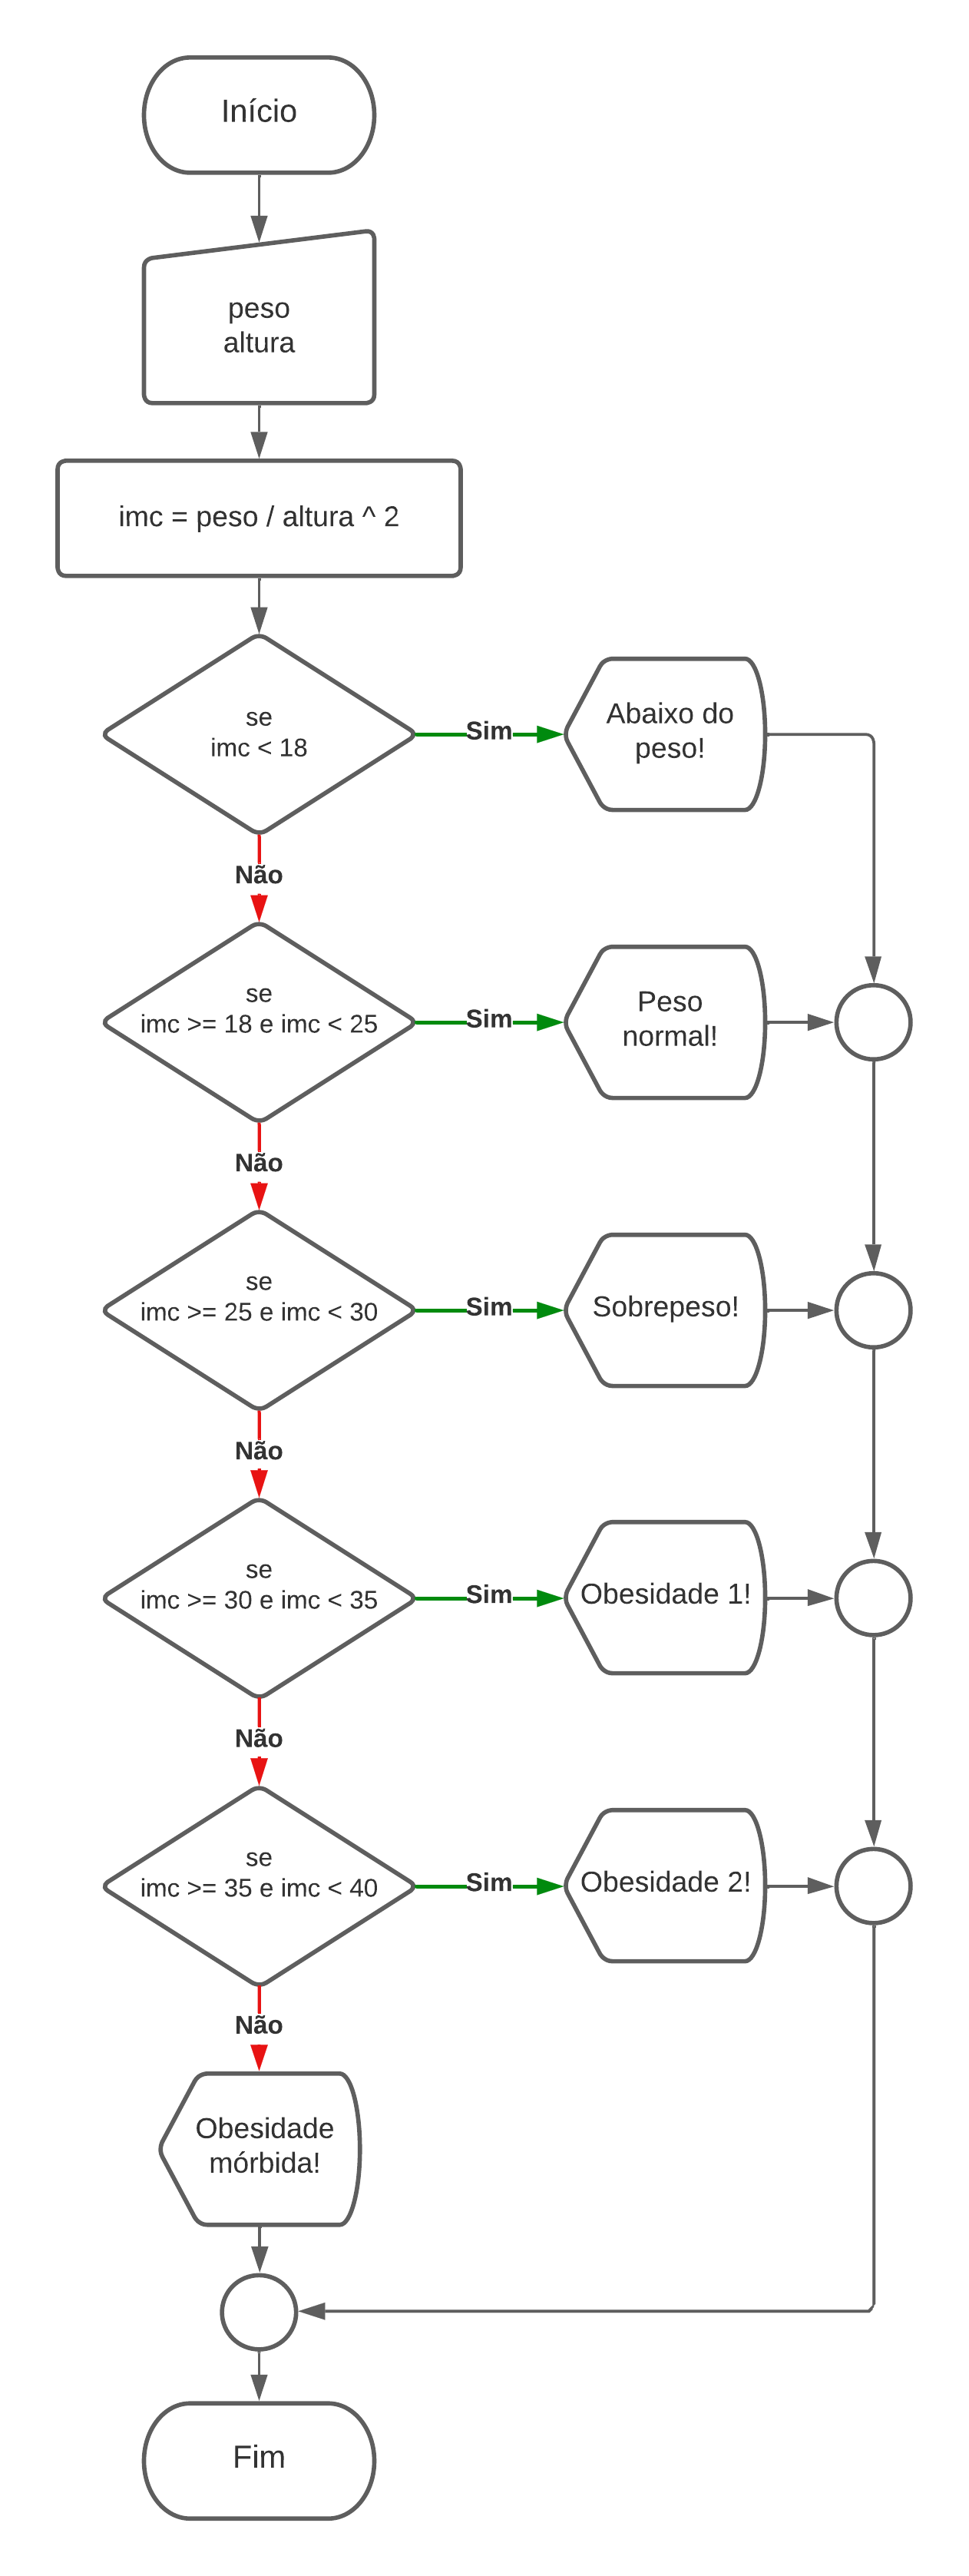 Início
peso
altura
imc = peso / altura ^ 2
se
imc < 18
Sim
Abaixo do
peso!
Não
se
imc >= 18 e imc < 25
Sim
Peso
normal!
Não
se
imc >= 25 e imc < 30
Sim
Sobrepeso!
Não
se
imc >= 30 e imc < 35
Sim
Obesidade 1!
Não
se
imc >= 35 e imc < 40
Sim
Obesidade 2!
Não
Obesidade
mórbida!
Fim